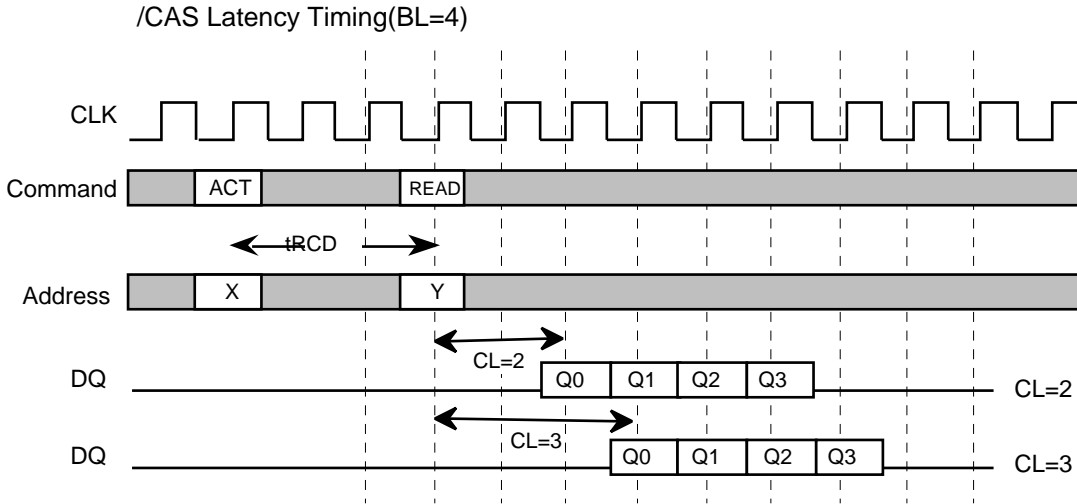 /CAS Latency Timing(BL=4)
CLK
Command ACT READ
tRCD
Address X Y
CL=2
DQ Q0 Q1 Q2 Q3 CL=2
CL=3
DQ Q0 Q1 Q2 Q3 CL=3